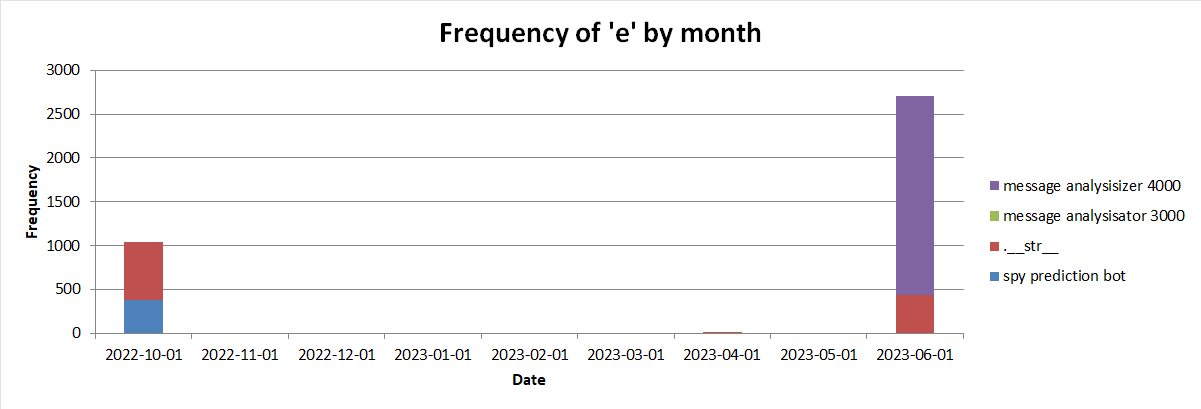 Frequency of 'e' by month
3000
2500
2000
1500
1000
500
0
Frequency
2022-10-01 2022-11-01 2022-12-01 2023-01-01 2023-02-01 2023-03-01 2023-04-01 2023-05-01 2023-06-01
Date
message analysisizer 4000
message analysisator 3000
.__str__
spy prediction bot